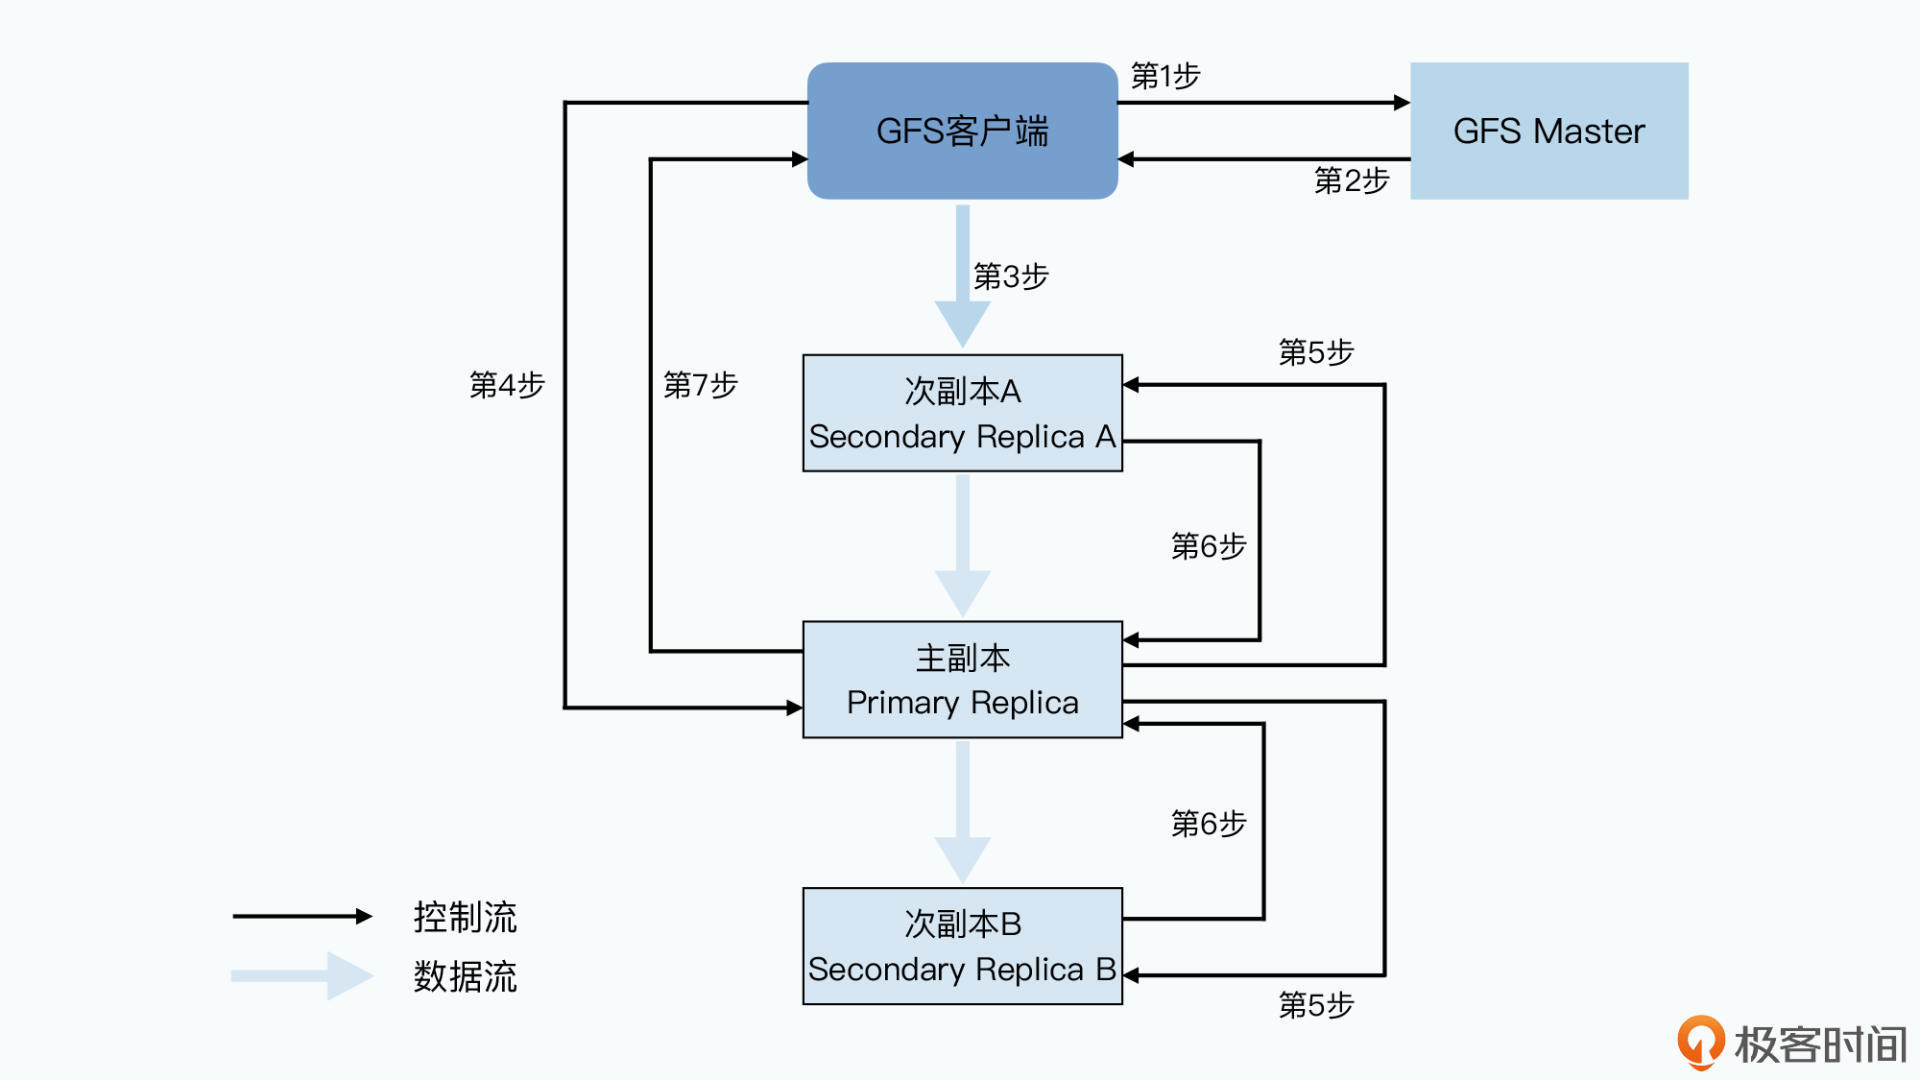 第1步
GFS客户端
GFS Master
第2步
第3步
第5步
第4步
第7步
次副本A
Secondary Replica A
第6步
主副本
Primary Replica
第6步
控制流
次副本B
Secondary Replica B
数据流
第5步
极客时间